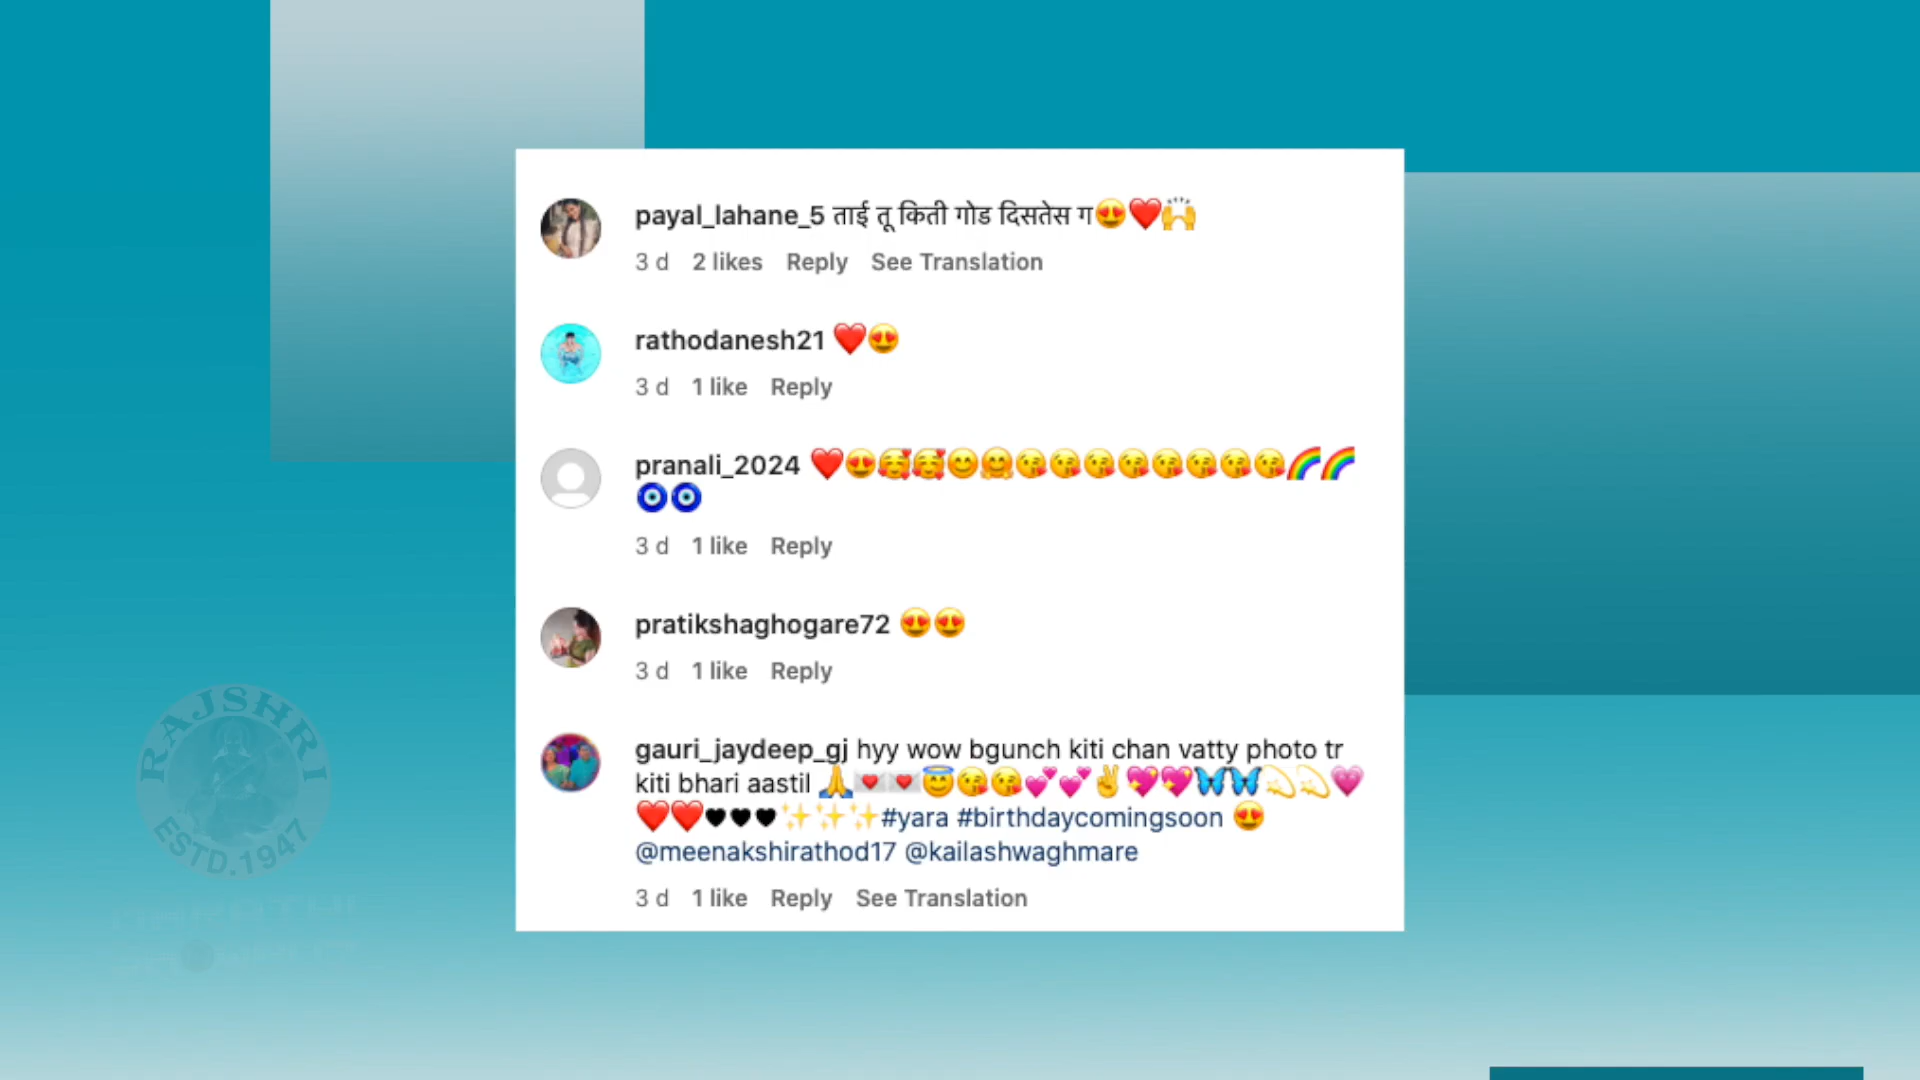 payal_lahane_5 ताई तू किती गोड दिसतेस ग😍❤️🙌
3 d 2 likes Reply See Translation
rathodanesh21 ❤️😍
3 d 1 like Reply
pranali_2024 ❤️😍🥰🥰😊🤗😘😘😘😘😘😘😘😘🌈🌈
🧿🧿
3 d 1 like Reply
pratikshaghogare72 😍😍
3 d 1 like Reply
gauri_jaydeep_gj hyy wow bgunch kiti chan vatty photo tr
kiti bhari aastil 🙏💌💌😇😘😘💕💕✌️💖💖🦋🦋💫💫💗
❤️❤️🖤🖤🖤✨✨✨#yara #birthdaycomingsoon 😍
@meenakshirathod17 @kailashwaghmare
3 d 1 like Reply See Translation
RAJSHRI
ESTD.1947